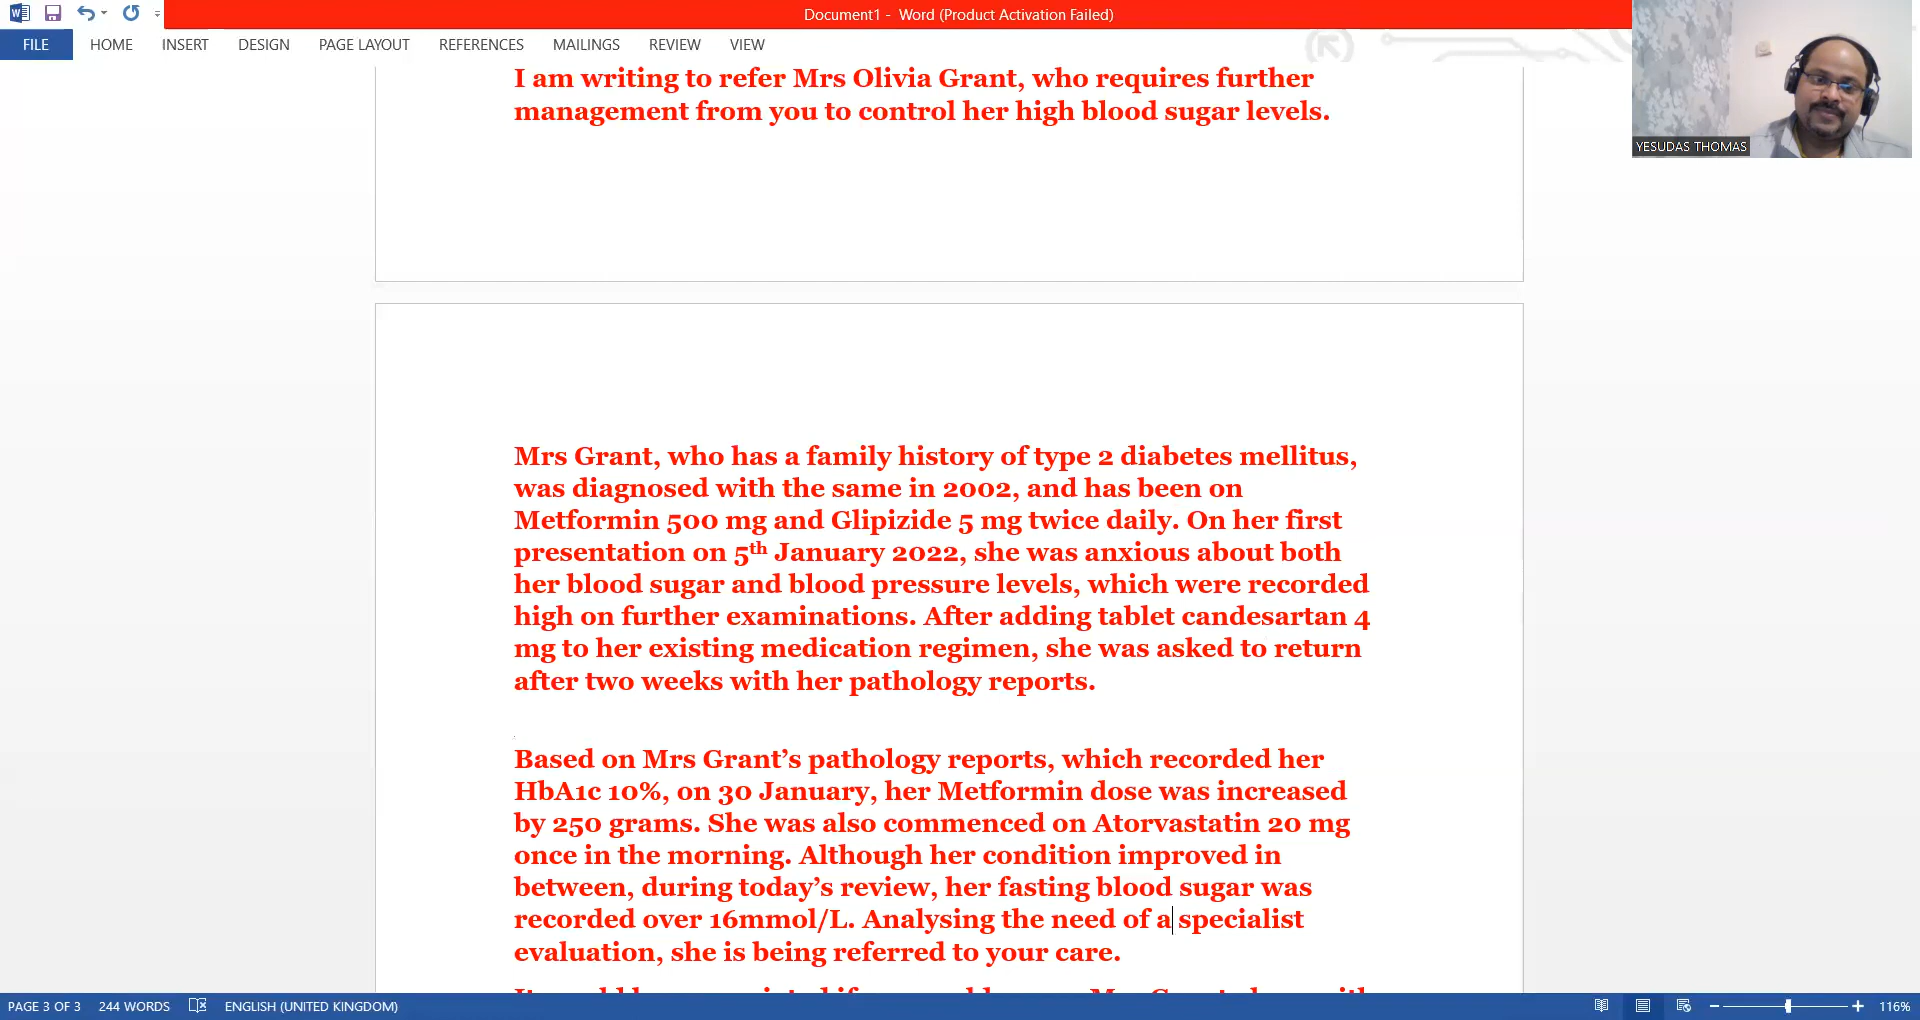 Document1 - Word (Product Activation Failed)
FILE HOME INSERT DESIGN PAGE LAYOUT REFERENCES MAILINGS REVIEW VIEW
YESUDAS THOMAS
I am writing to refer Mrs Olivia Grant, who requires further
management from you to control her high blood sugar levels.
Mrs Grant, who has a family history of type 2 diabetes mellitus,
was diagnosed with the same in 2002, and has been on
Metformin 500 mg and Glipizide 5 mg twice daily. On her first
presentation on 5th January 2022, she was anxious about both
her blood sugar and blood pressure levels, which were recorded
high on further examinations. After adding tablet candesartan 4
mg to her existing medication regimen, she was asked to return
after two weeks with her pathology reports.
Based on Mrs Grant’s pathology reports, which recorded her
HbA1c 10%, on 30 January, her Metformin dose was increased
by 250 grams. She was also commenced on Atorvastatin 20 mg
once in the morning. Although her condition improved in
between, during today’s review, her fasting blood sugar was
recorded over 16mmol/L. Analysing the need of a specialist
evaluation, she is being referred to your care.
PAGE 3 OF 3 244 WORDS ENGLISH (UNITED KINGDOM) 116%